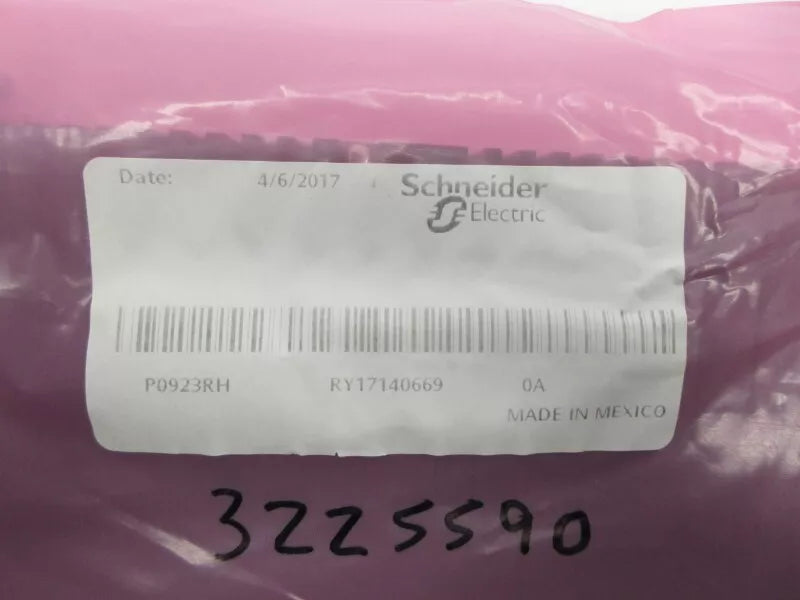 Date: 4/6/2017 Schneider
Electric
P0923RH RY17140669 0A
MADE IN MEXICO
3225590